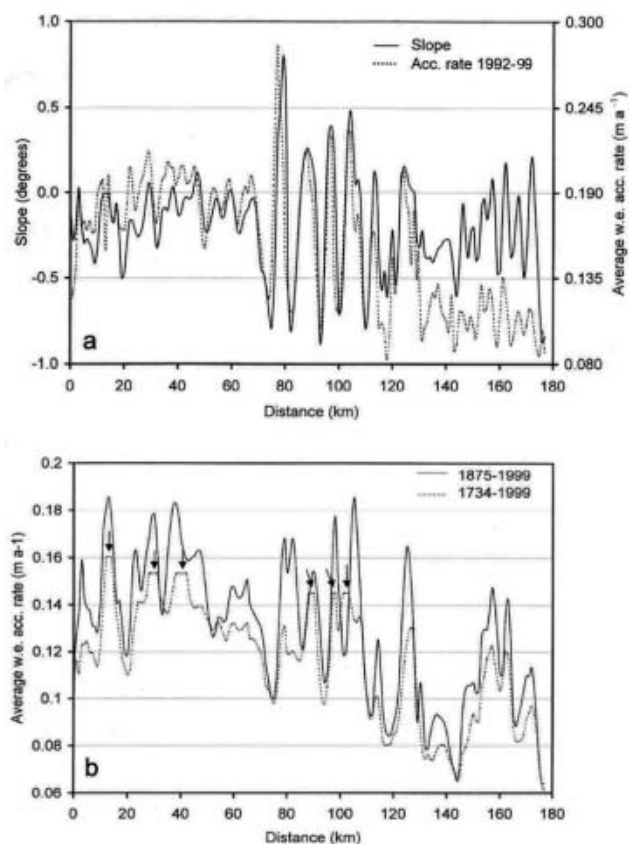 1.0
0.5
0.0
-0.5
-1.0
Slope (degrees)
Slope
Acc. rate 1992-99
0.300
0.245
0.190
0.135
0.080
Average w.e. acc. rate (m a⁻¹)
a
0 20 40 60 80 100 120 140 160 180
Distance (km)
0.2
0.18
0.16
0.14
0.12
0.1
0.08
0.06
Average w.e. acc. rate (m a-1)
1875-1999
1734-1999
b
0 20 40 60 80 100 120 140 160 180
Distance (km)